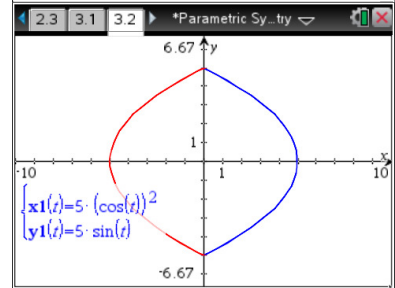 2.3 3.1 3.2 *Parametric Sy…try
6.67 y
1
x
-10 1 10
x1(t)=5·(cos(t))²
y1(t)=5·sin(t)
-6.67